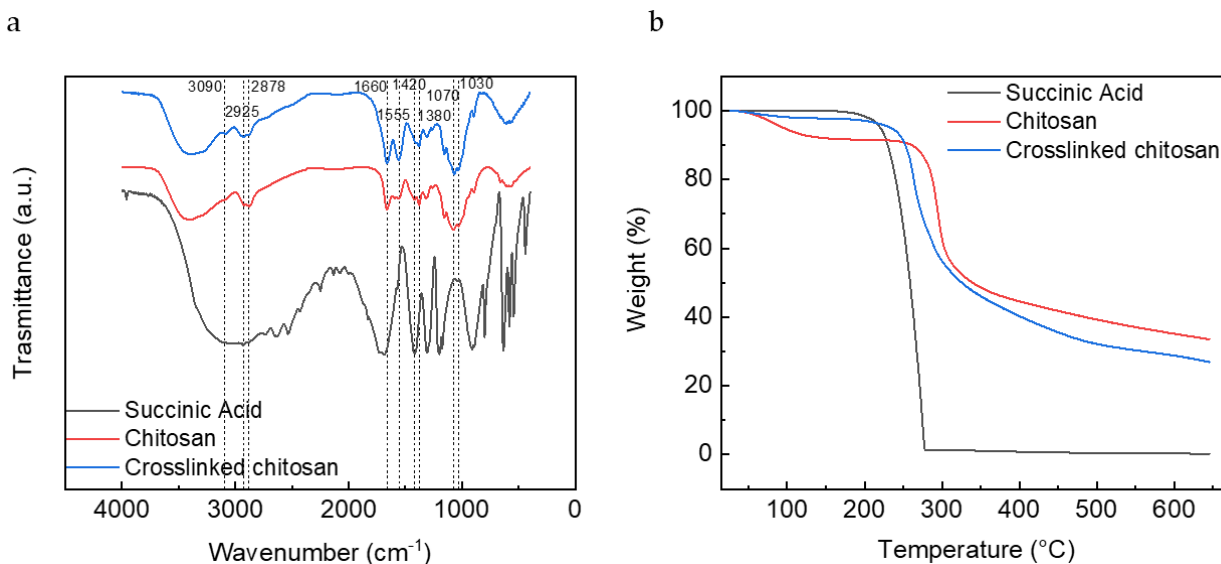 a
3090
2878
2925
1660
1420
1030
1070
1555
1380
Trasmittance (a.u.)
Succinic Acid
Chitosan
Crosslinked chitosan
4000
3000
2000
1000
0
Wavenumber (cm⁻¹)
b
Succinic Acid
Chitosan
Crosslinked chitosan
100
80
60
40
20
0
Weight (%)
0
100
200
300
400
500
600
Temperature (°C)